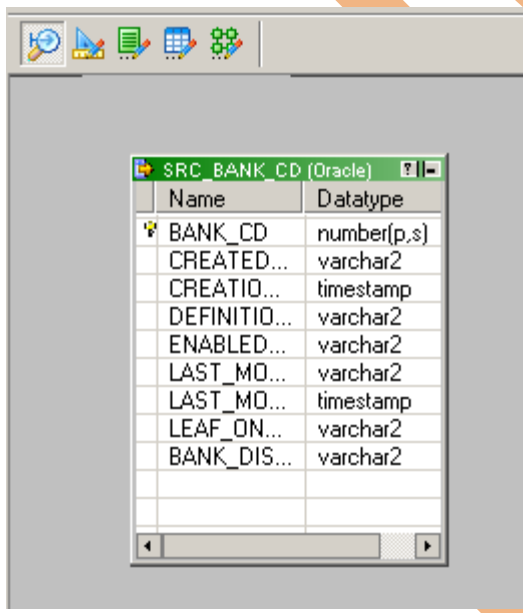 SRC_BANK_CD (Oracle)
Name Datatype
BANK_CD number(p,s)
CREATED... varchar2
CREATIO... timestamp
DEFINITIO... varchar2
ENABLED... varchar2
LAST_MO... varchar2
LAST_MO... timestamp
LEAF_ON... varchar2
BANK_DIS... varchar2